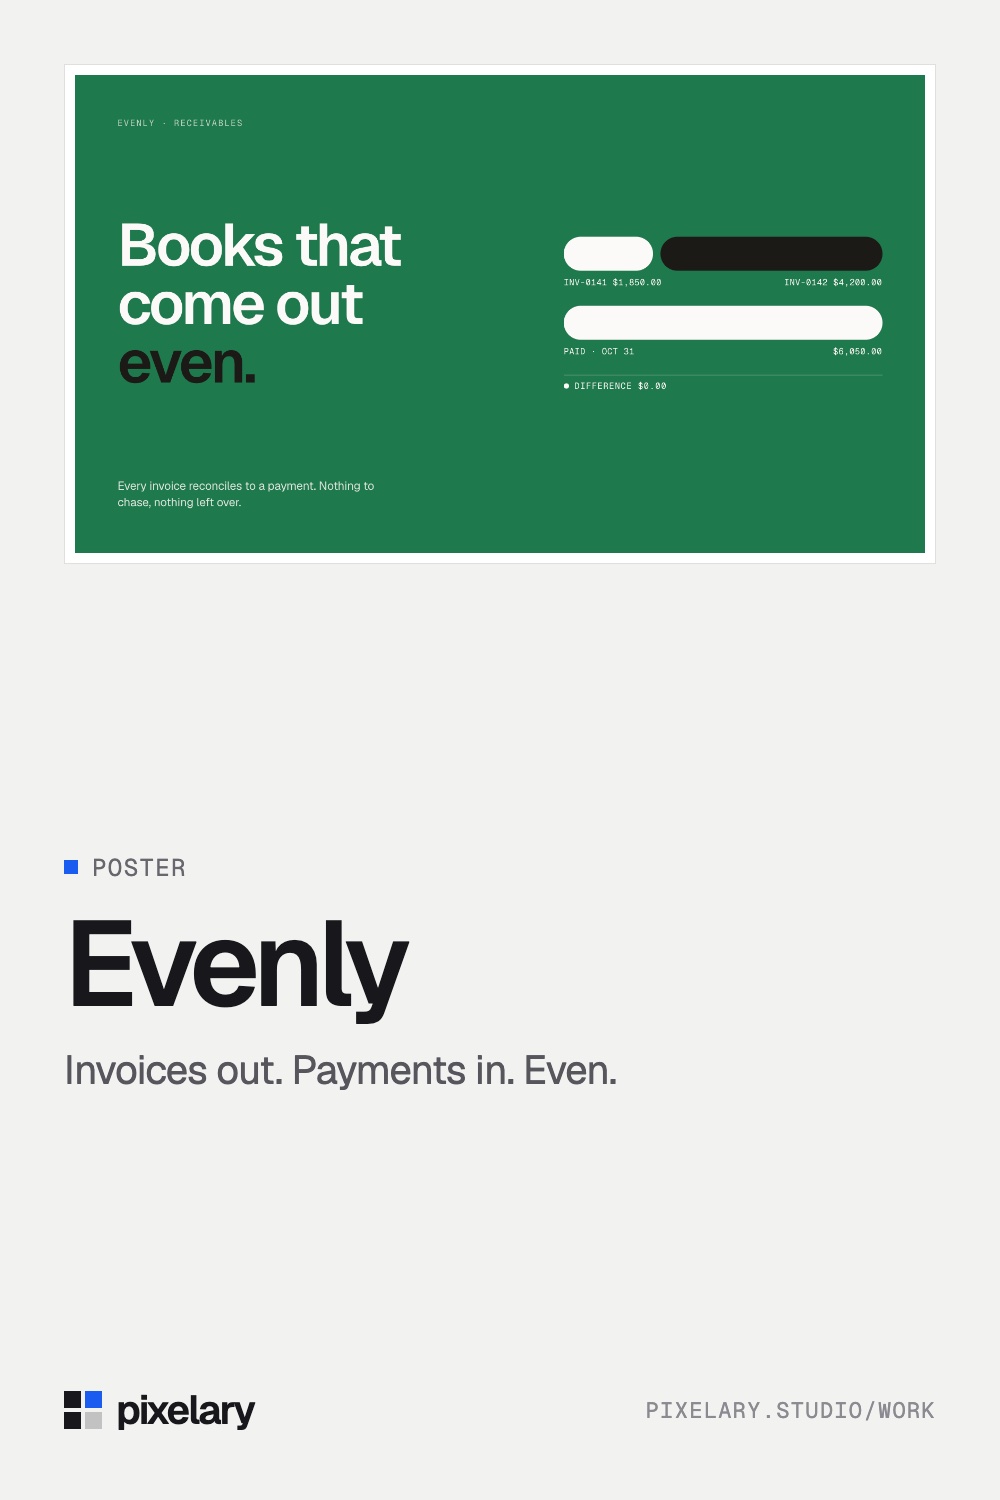 EVENLY · RECEIVABLES
Books that
come out
even.
INV-0141 $1,850.00
INV-0142 $4,200.00
PAID · OCT 31
$6,050.00
DIFFERENCE $0.00
Every invoice reconciles to a payment. Nothing to
chase, nothing left over.
POSTER
Evenly
Invoices out. Payments in. Even.
pixelary
PIXELARY.STUDIO/WORK